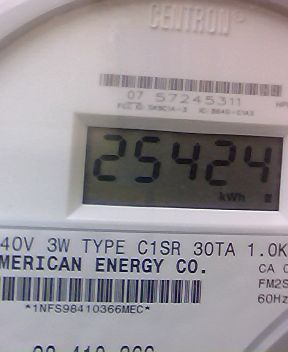 CENTRON
07 57245311
25424
kWh
40V 3W TYPE C1SR 30TA 1.0K
MERICAN ENERGY CO.
CA
FM2S
60Hz
*1NFS98410366MEC*